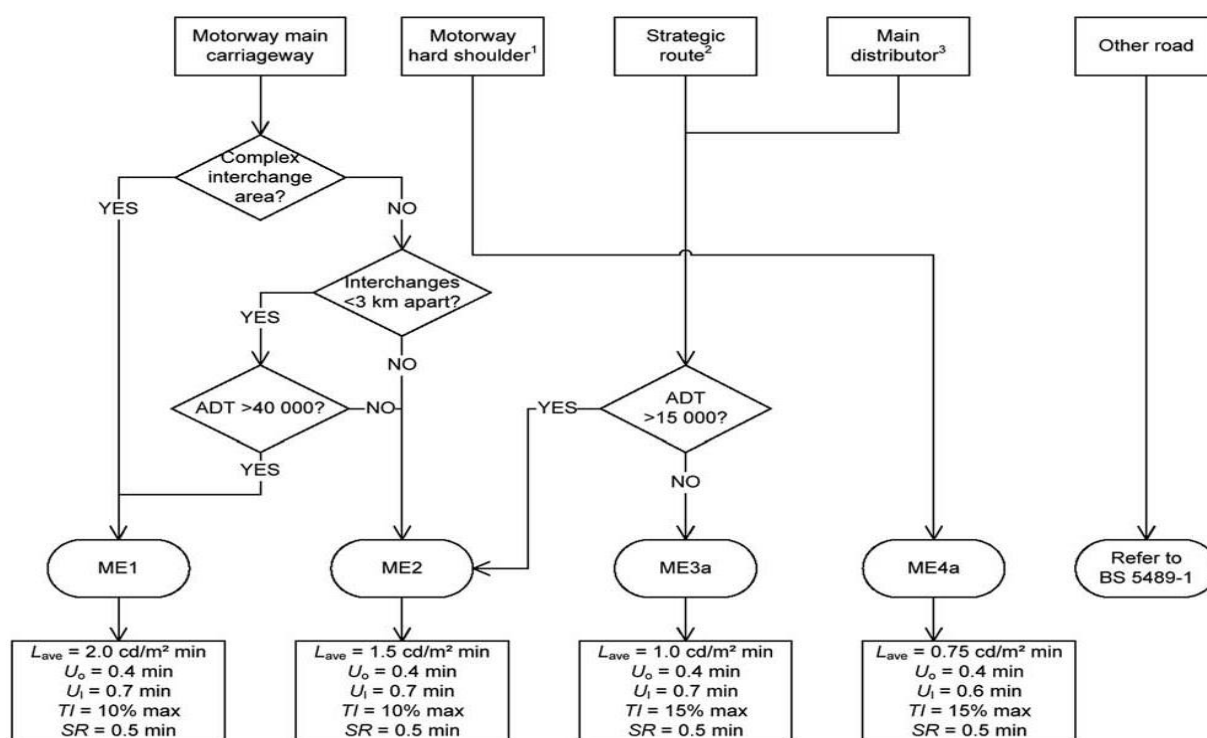 Motorway main
carriageway
Motorway
hard shoulder¹
Strategic
route²
Main
distributor³
Other road
Complex
interchange
area?
YES
NO
Interchanges
<3 km apart?
YES
NO
ADT >40 000?
NO
YES
ADT
>15 000?
YES
NO
ME1
ME2
ME3a
ME4a
Refer to
BS 5489-1
Lave = 2.0 cd/m² min
Uo = 0.4 min
Ul = 0.7 min
TI = 10% max
SR = 0.5 min
Lave = 1.5 cd/m² min
Uo = 0.4 min
Ul = 0.7 min
TI = 10% max
SR = 0.5 min
Lave = 1.0 cd/m² min
Uo = 0.4 min
Ul = 0.7 min
TI = 15% max
SR = 0.5 min
Lave = 0.75 cd/m² min
Uo = 0.4 min
Ul = 0.6 min
TI = 15% max
SR = 0.5 min